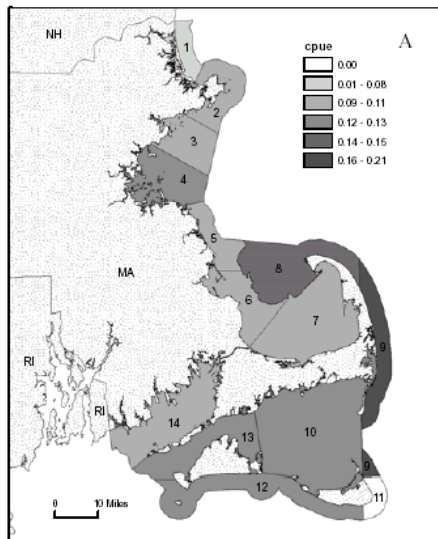 NH
A
cpue
0.00
0.01 - 0.08
0.09 - 0.11
0.12 - 0.13
0.14 - 0.15
0.16 - 0.21
1
2
3
4
5
8
MA
6
7
RI
9
RI
14
13
10
9
12
11
0 10 Miles